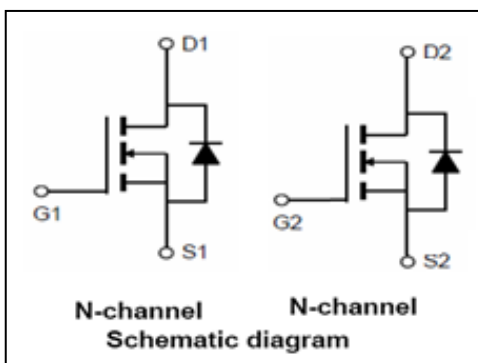 D1
D2
G1
G2
S1
S2
N-channel
N-channel
Schematic diagram